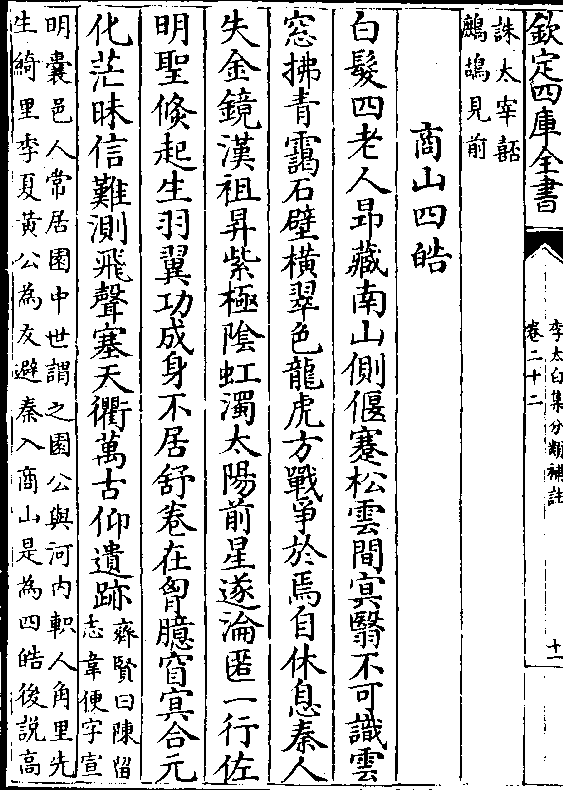 欽定四庫全書
李太白集分類補註
卷二十二
十一
誅太宰嚭
鷓鴣見前
商山四皓
白髮四老人昻藏南山側偃蹇松雲間㝠翳不可識雲
窓拂青靄石壁橫翠色龍虎方戰爭於焉自休息秦人
失金鏡漢祖昇紫極陰虹濁太陽前星遂淪匿一行佐
明聖倐起生羽翼功成身不居舒巻在胷臆窅㝠合元
化茫昧信難測飛聲塞天衢萬古仰遺跡
齊賢曰陳留
志韋便字宣
明襄邑人常居園中世謂之園公與河内軹人角里先
生綺里季夏黄公為友避秦入商山是為四皓後説高